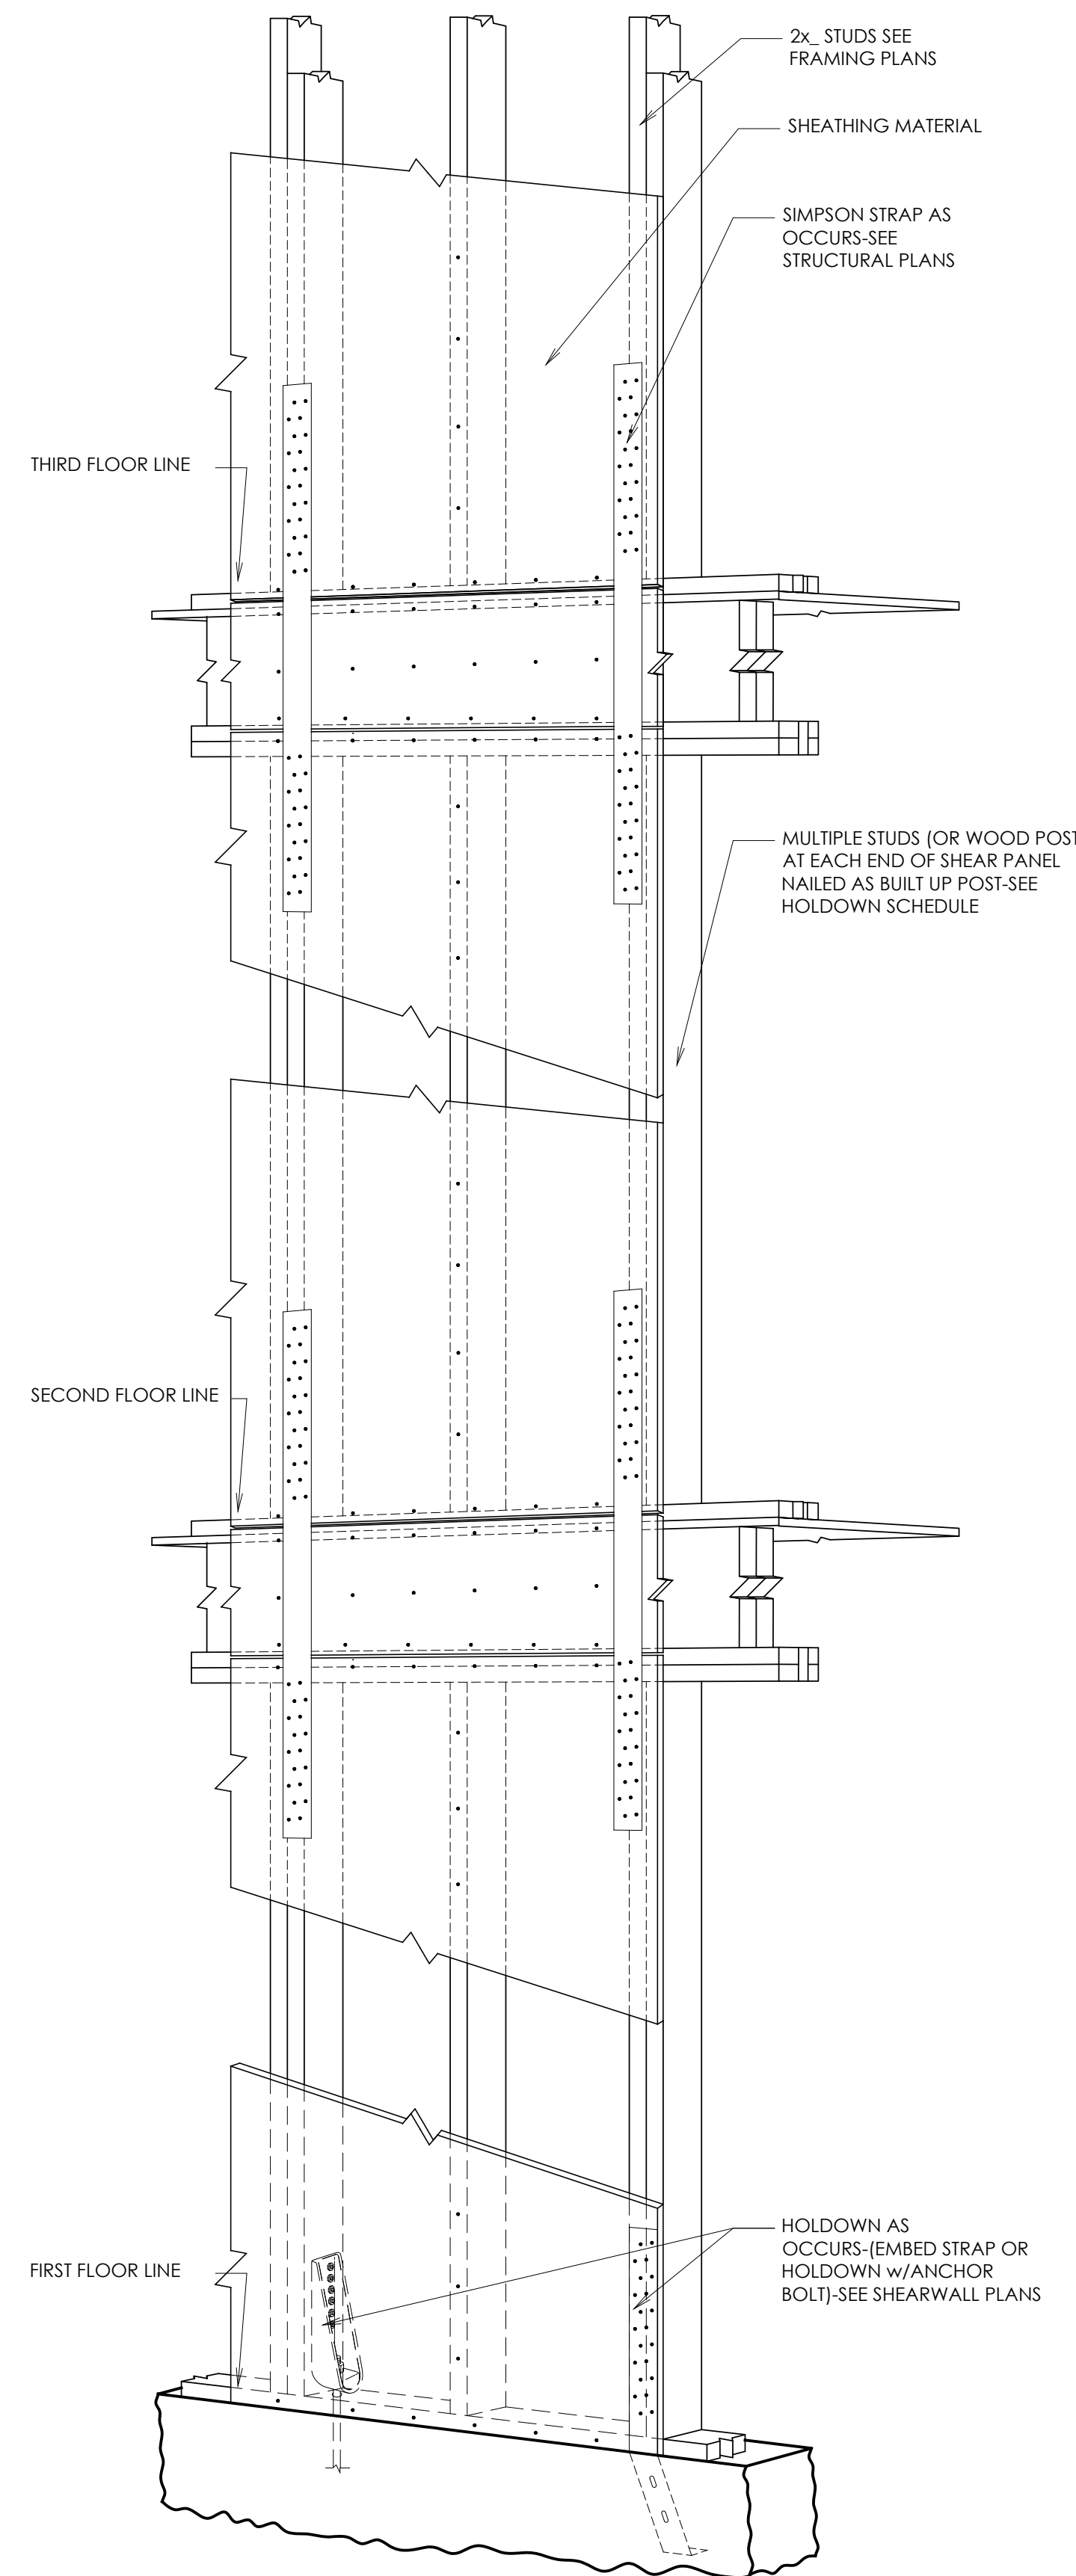 2x_ STUDS SEE
FRAMING PLANS
SHEATHING MATERIAL
SIMPSON STRAP AS
OCCURS-SEE
STRUCTURAL PLANS
THIRD FLOOR LINE
MULTIPLE STUDS (OR WOOD POST
AT EACH END OF SHEAR PANEL
NAILED AS BUILT UP POST-SEE
HOLDOWN SCHEDULE
SECOND FLOOR LINE
HOLDOWN AS
OCCURS-(EMBED STRAP OR
HOLDOWN w/ANCHOR
BOLT)-SEE SHEARWALL PLANS
FIRST FLOOR LINE